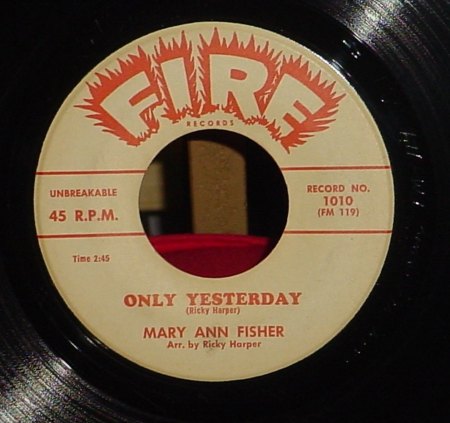 FIRE
RECORDS
UNBREAKABLE
45 R.P.M.
RECORD NO.
1010
(FM 119)
Time 2:45
ONLY YESTERDAY
(Ricky Harper)
MARY ANN FISHER
Arr. by Ricky Harper